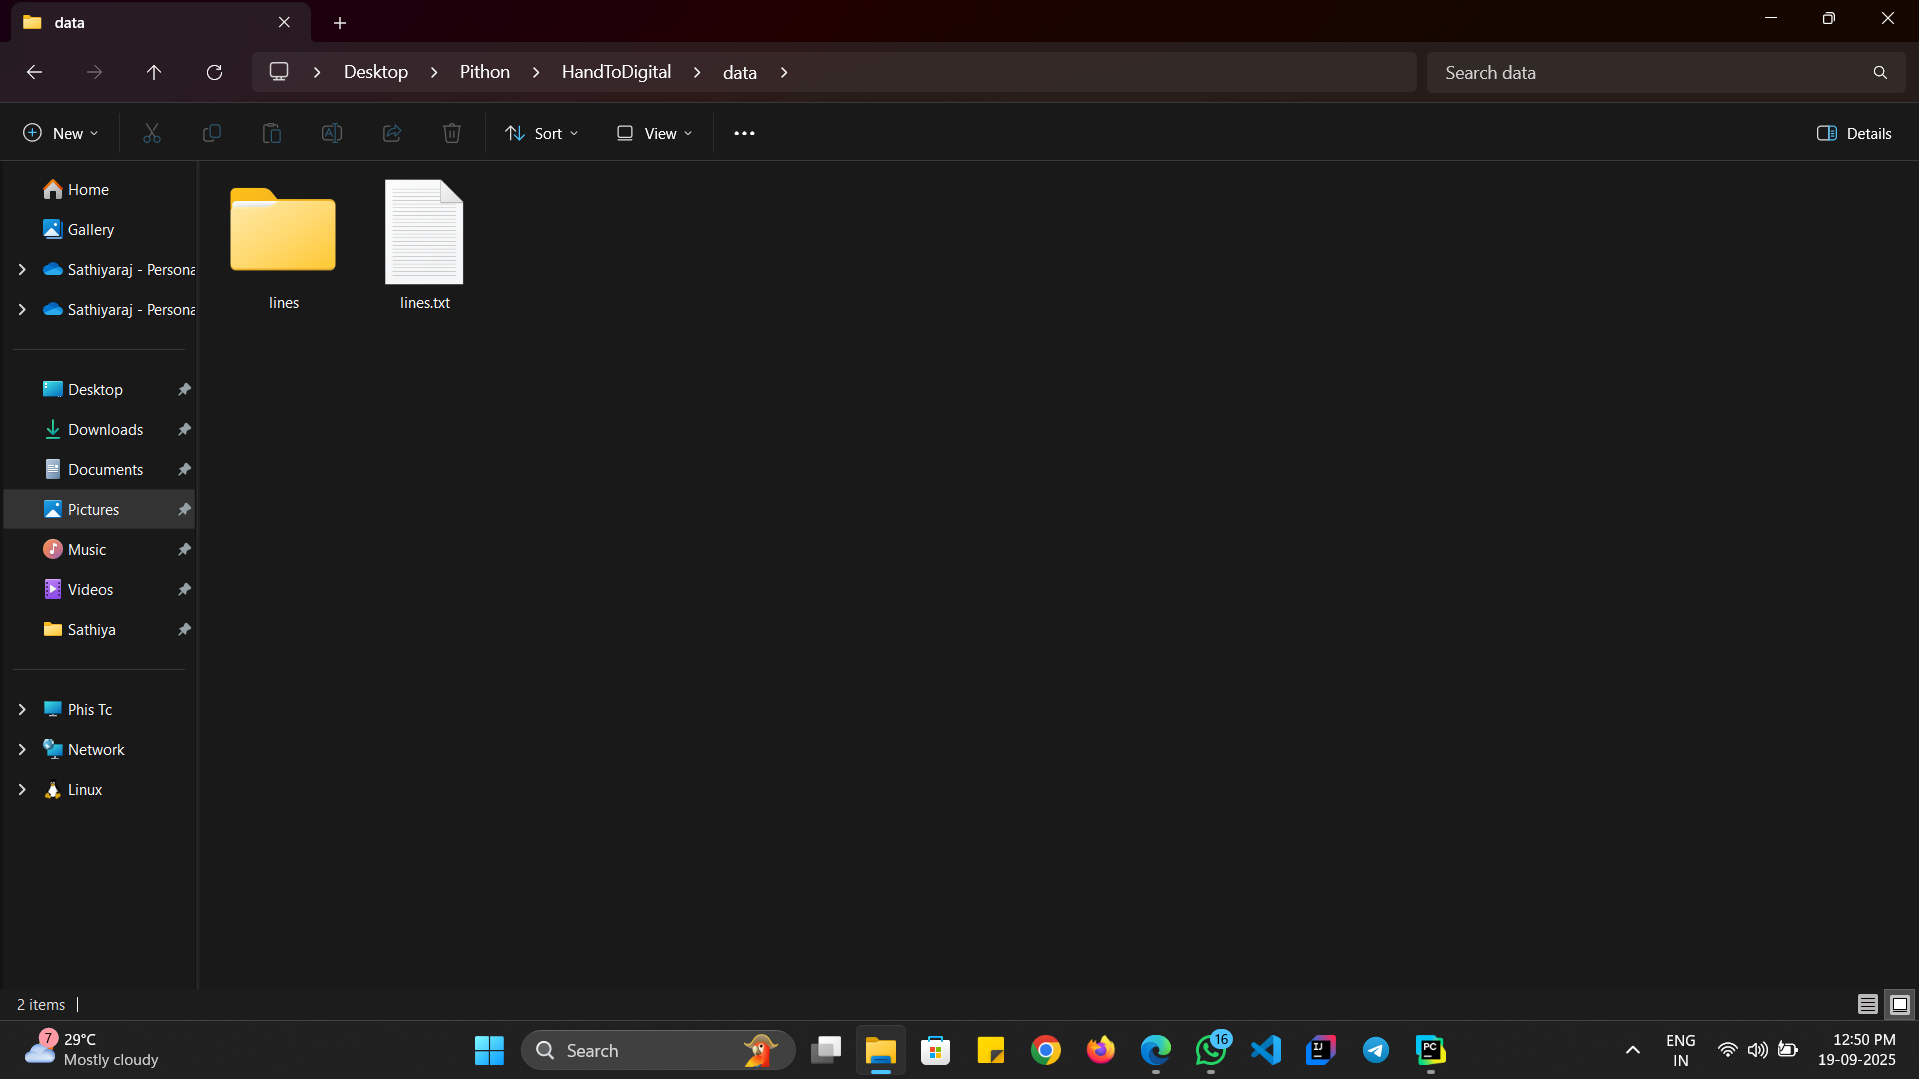 data
Desktop
Pithon
HandToDigital
data
Search data
New
Sort
View
Details
Home
Gallery
Sathiyaraj - Persona
Sathiyaraj - Persona
Desktop
Downloads
Documents
Pictures
Music
Videos
Sathiya
Phis Tc
Network
Linux
lines
lines.txt
2 items
7
29°C
Mostly cloudy
Search
16
IJ
PC
ENG
IN
12:50 PM
19-09-2025